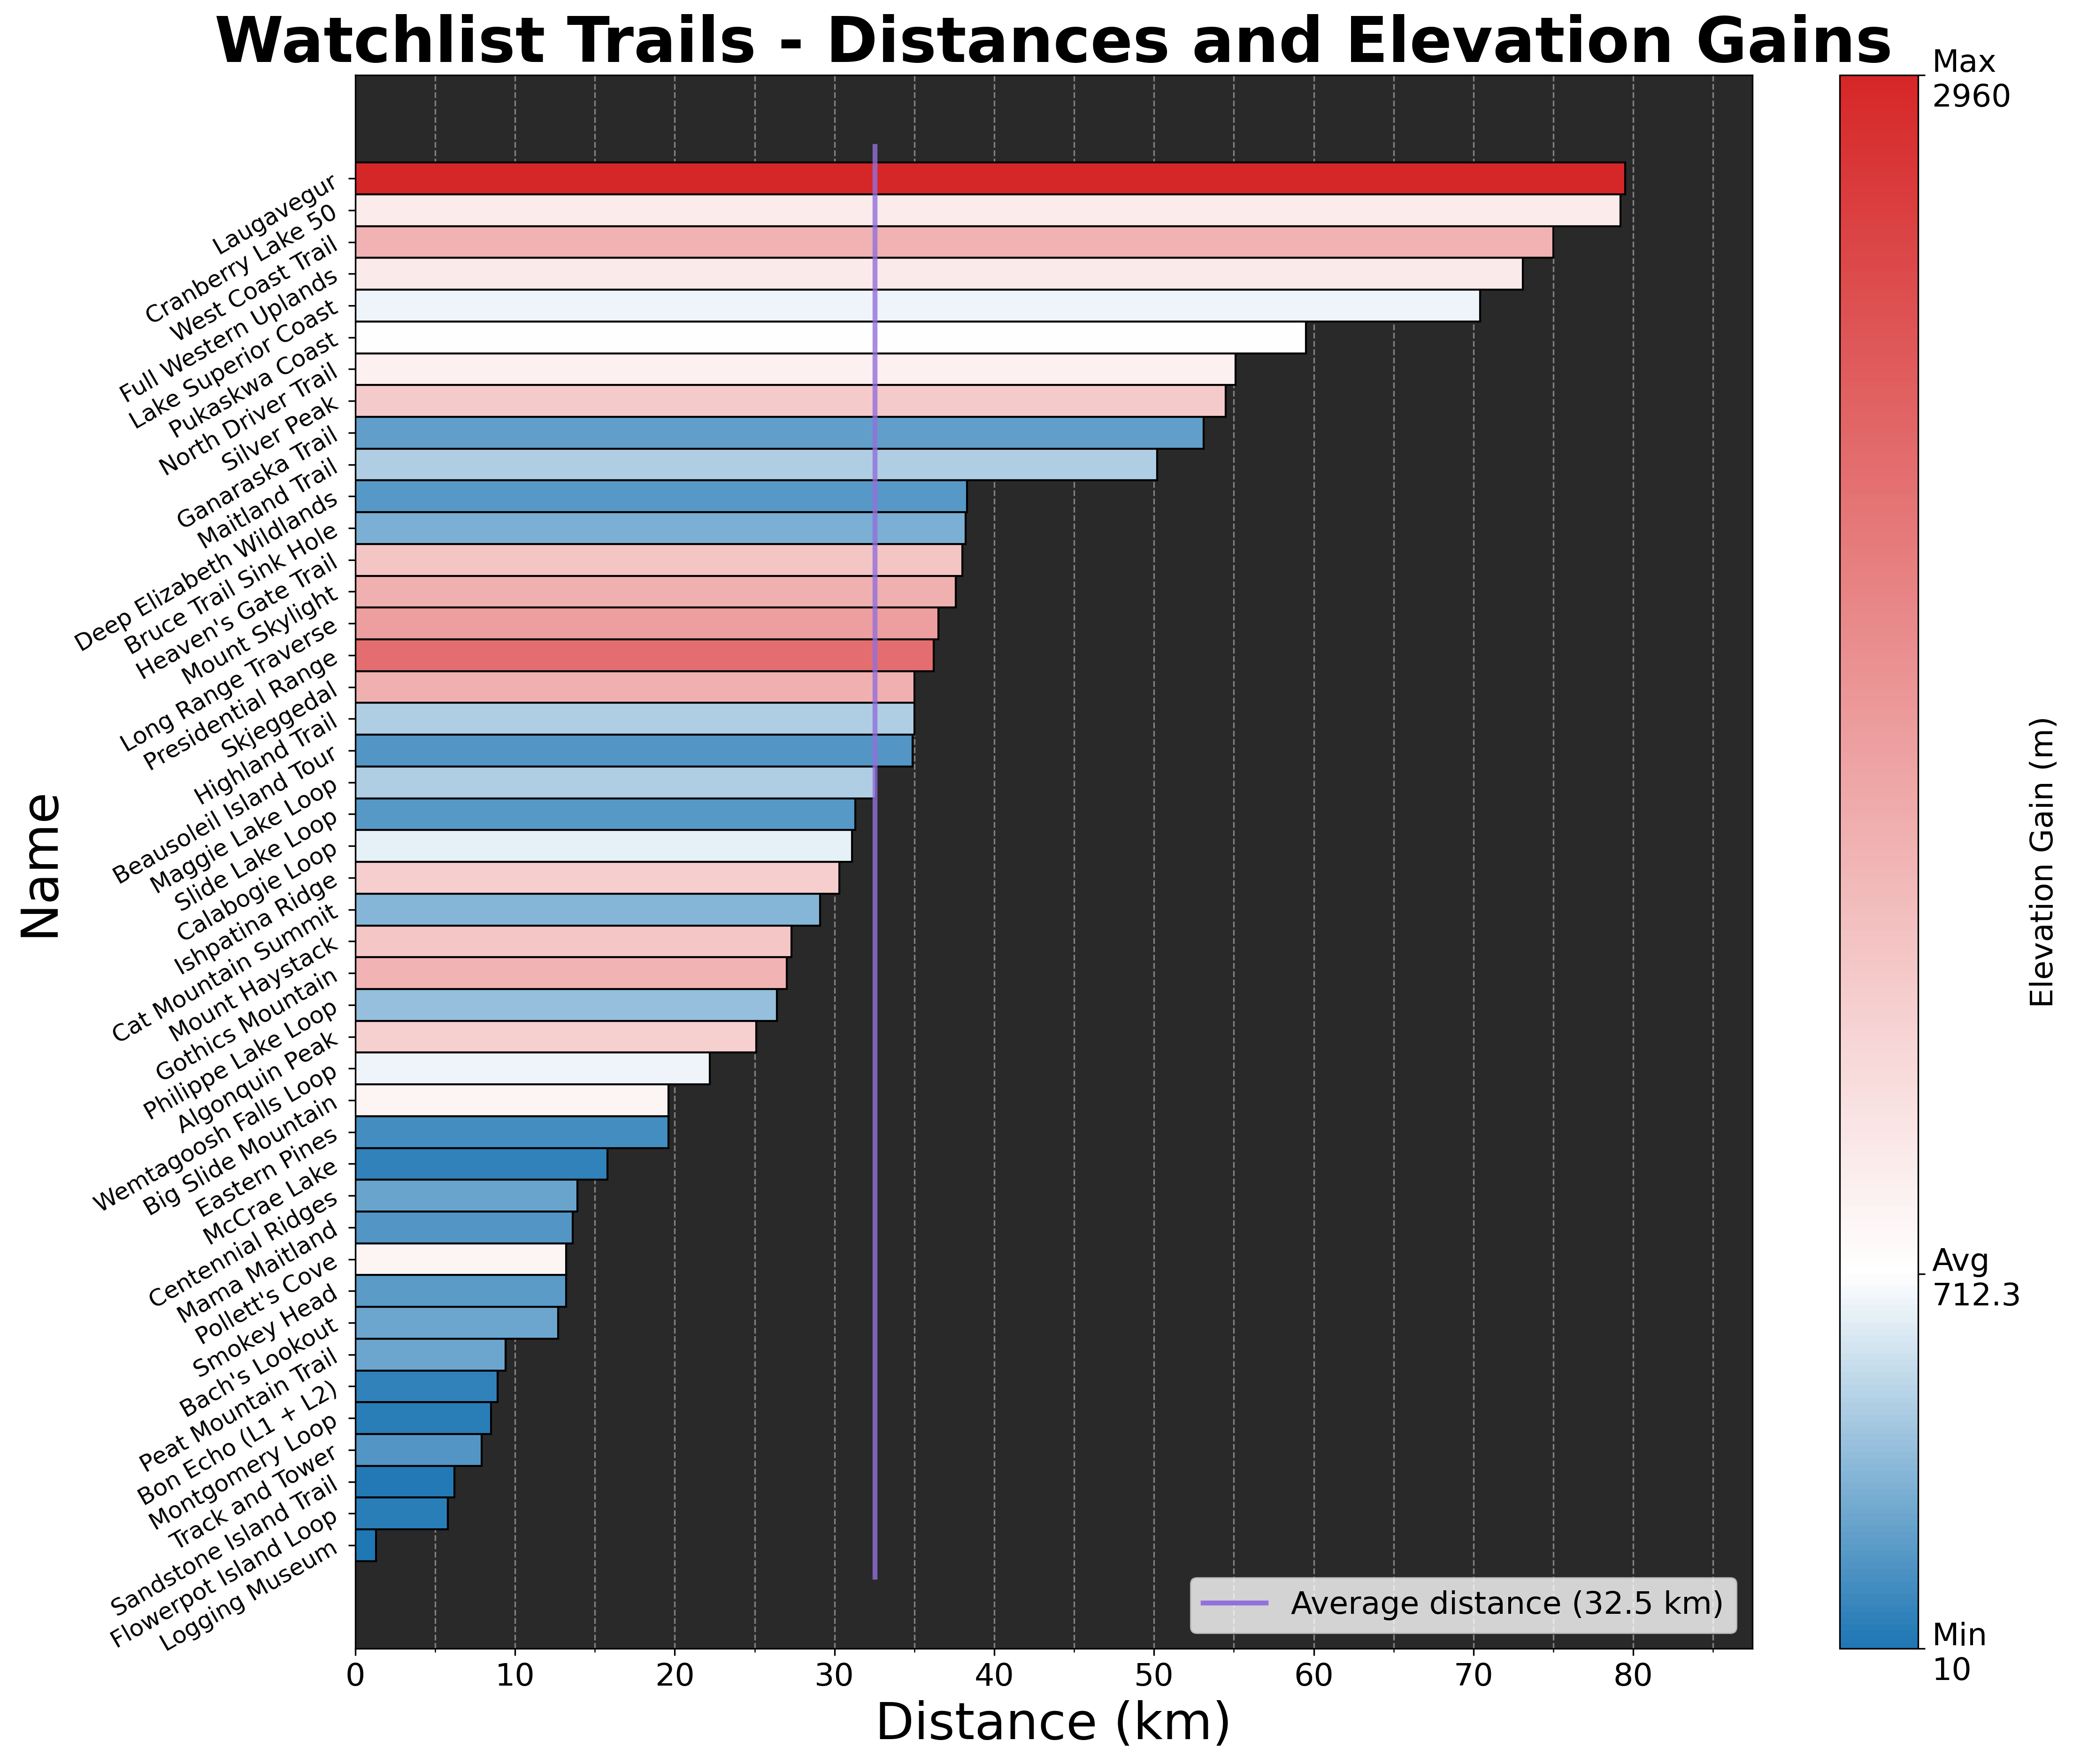 Watchlist Trails - Distances and Elevation Gains
Name
Laugavegur
Cranberry Lake 50
West Coast Trail
Full Western Uplands
Lake Superior Coast
Pukaskwa Coast
North Driver Trail
Silver Peak
Ganaraska Trail
Maitland Trail
Deep Elizabeth Wildlands
Bruce Trail Sink Hole
Heaven's Gate Trail
Mount Skylight
Long Range Traverse
Presidential Range
Skjeggedal
Highland Trail
Beausoleil Island Tour
Maggie Lake Loop
Slide Lake Loop
Calabogie Loop
Ishpatina Ridge
Cat Mountain Summit
Mount Haystack
Gothics Mountain
Philippe Lake Loop
Algonquin Peak
Wemtagoosh Falls Loop
Big Slide Mountain
Eastern Pines
McCrae Lake
Centennial Ridges
Mama Maitland
Pollett's Cove
Smokey Head
Bach's Lookout
Peat Mountain Trail
Bon Echo (L1 + L2)
Montgomery Loop
Track and Tower
Sandstone Island Trail
Flowerpot Island Loop
Logging Museum
0 10 20 30 40 50 60 70 80
Distance (km)
Average distance (32.5 km)
Max
2960
Avg
712.3
Min
10
Elevation Gain (m)